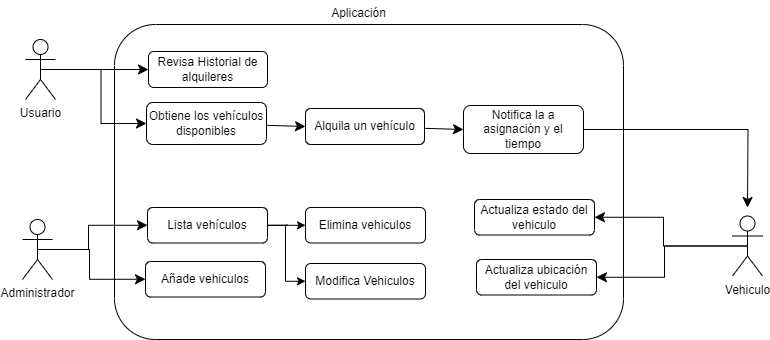 Aplicación
Revisa Historial de
alquileres
Usuario
Obtiene los vehículos
disponibles
Alquila un vehículo
Notifica la a
asignación y el
tiempo
Lista vehículos
Elimina vehiculos
Actualiza estado del
vehiculo
Añade vehiculos
Modifica Vehiculos
Actualiza ubicación
del vehiculo
Administrador
Vehiculo